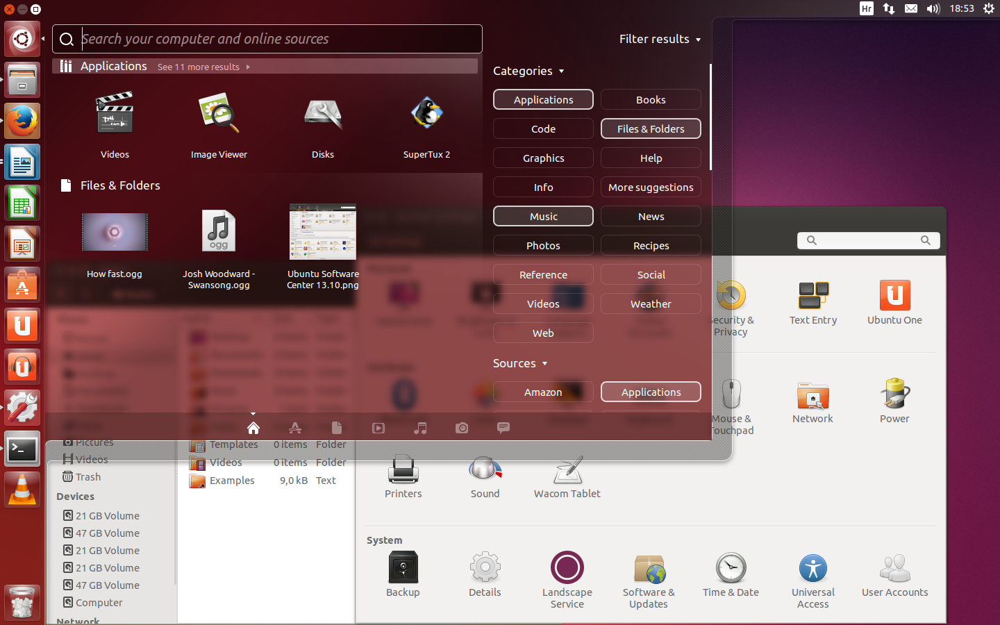 Hr
18:53
Search your computer and online sources
Filter results
Applications See 11 more results
Videos
Image Viewer
Disks
SuperTux 2
Files & Folders
How fast.ogg
ogg
Josh Woodward -
Swansong.ogg
Ubuntu Software
Center 13.10.png
Categories
Applications
Books
Code
Files & Folders
Graphics
Help
Info
More suggestions
Music
News
Photos
Recipes
Reference
Social
Videos
Weather
Web
Sources
Amazon
Applications
Security &
Privacy
Text Entry
Ubuntu One
Mouse &
Touchpad
Network
Power
Pictures
Videos
Trash
Devices
21 GB Volume
47 GB Volume
21 GB Volume
21 GB Volume
47 GB Volume
Computer
Network
Templates 0 items Folder
Videos 0 items Folder
Examples 9,0 kB Text
Printers
Sound
Wacom Tablet
System
Backup
Details
Landscape
Service
Software &
Updates
Time & Date
Universal
Access
User Accounts